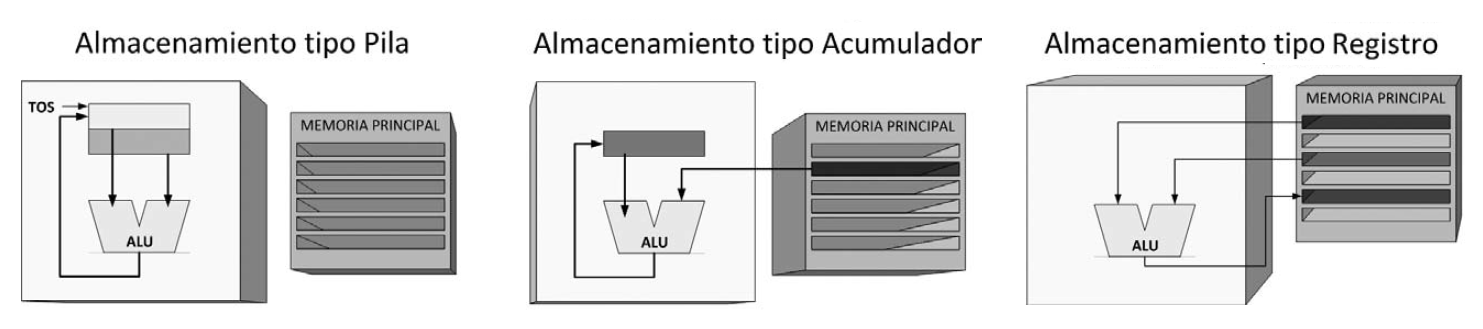 Almacenamiento tipo Pila
TOS
ALU
MEMORIA PRINCIPAL
Almacenamiento tipo Acumulador
ALU
MEMORIA PRINCIPAL
Almacenamiento tipo Registro
ALU
MEMORIA PRINCIPAL